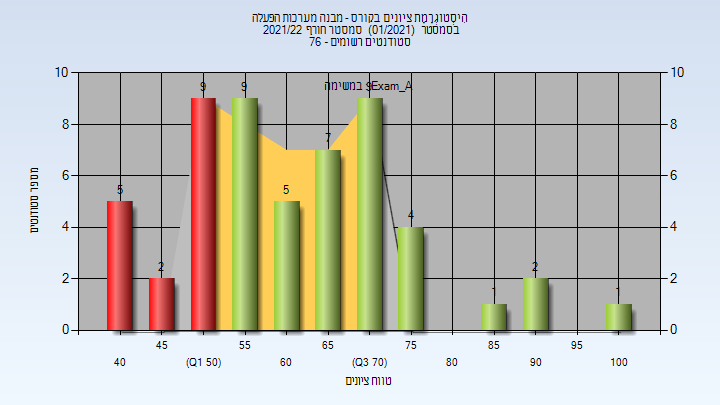 היסטוגרמת ציונים בקורס - מבנה מערכות הפעלה
בסמסטר (01/2021) סמסטר חורף 2021/22
סטודנטים רשומים - 76
במשימה Exam_A
10 10
8 8
6 6
4 4
2 2
0 0
5 2 9 9 5 7 9 4 1 2 1
מספר סטודנטים
45 55 65 75 85 95
40 (Q1 50) 60 (Q3 70) 80 90 100
טווח ציונים